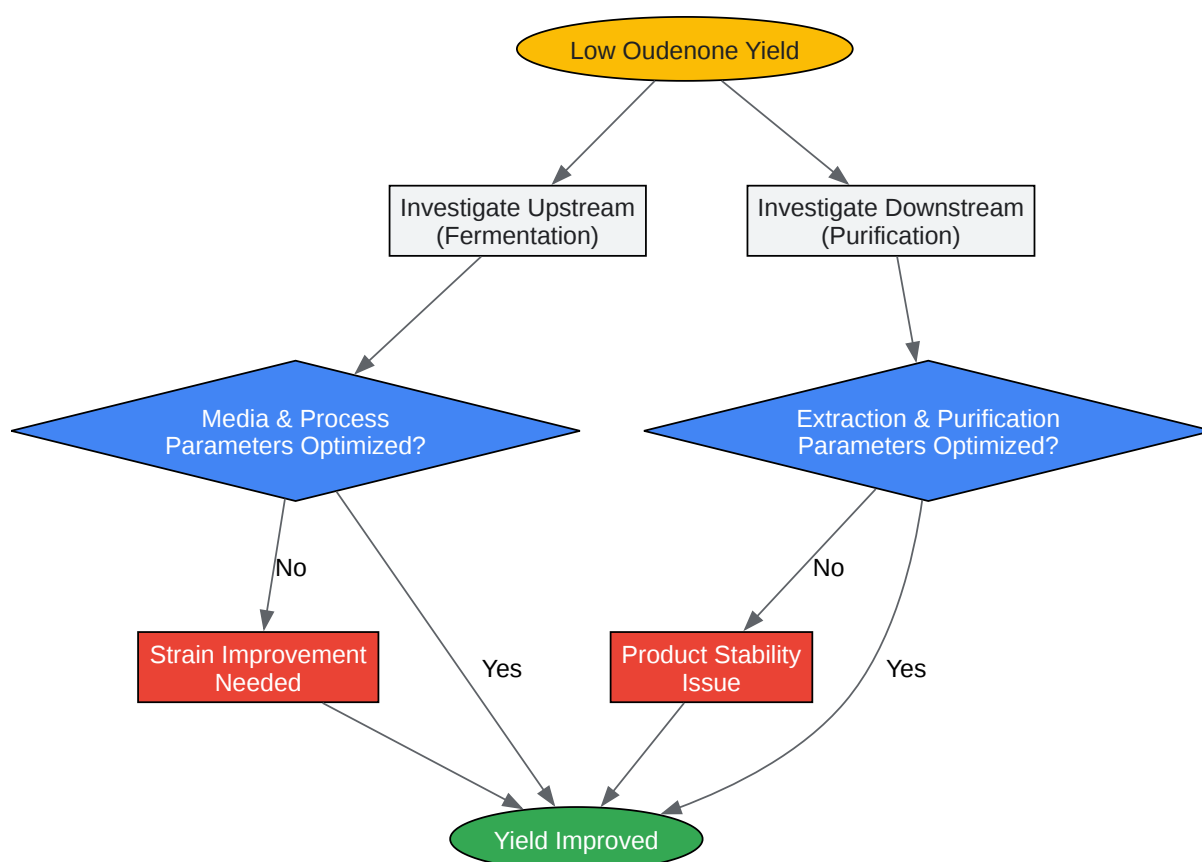 Low Oudenone Yield
Investigate Upstream
(Fermentation)
Investigate Downstream
(Purification)
Media & Process
Parameters Optimized?
Extraction & Purification
Parameters Optimized?
No
No
Strain Improvement
Needed
Yes
Product Stability
Issue
Yes
Yield Improved